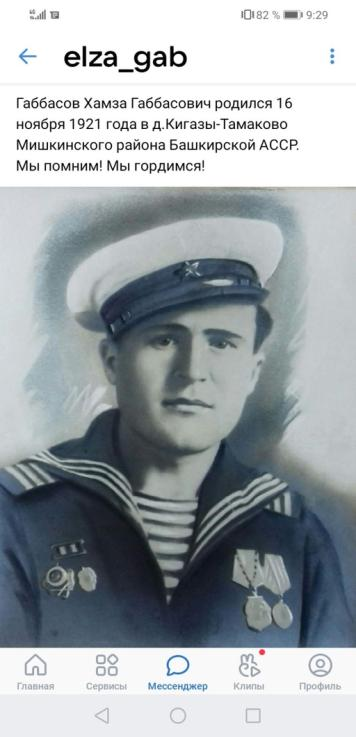 82 % 9:29
elza_gab
Габбасов Хамза Габбасович родился 16
ноября 1921 года в д.Кигазы-Тамаково
Мишкинского района Башкирской АССР.
Мы помним! Мы гордимся!
Главная Сервисы Мессенджер Клипы Профиль